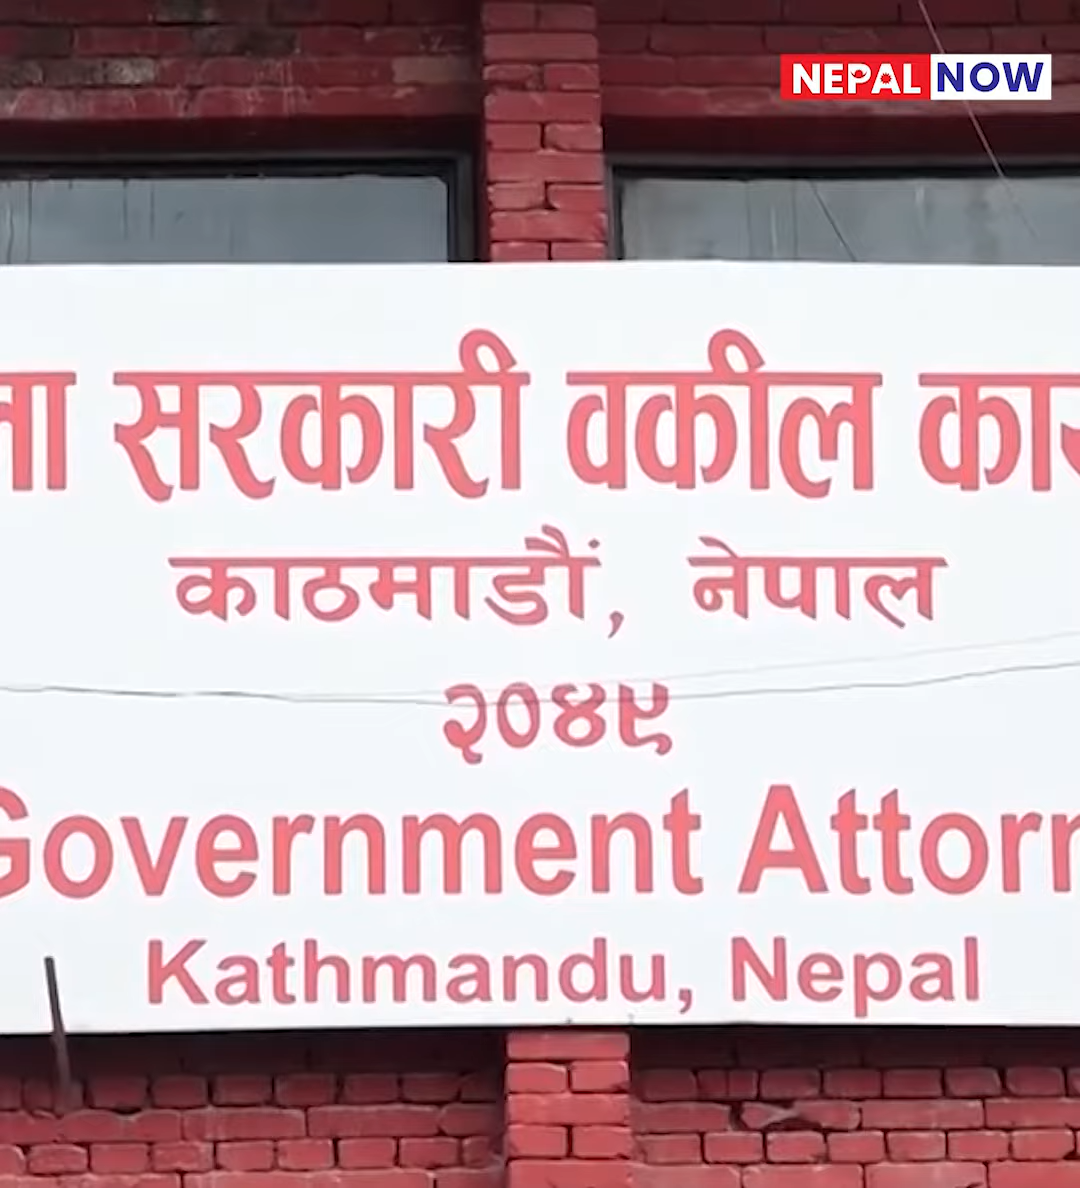 NEPAL NOW
सरकारी वकील
काठमाडौं, नेपाल
२०४९
Government
Kathmandu, Nepal